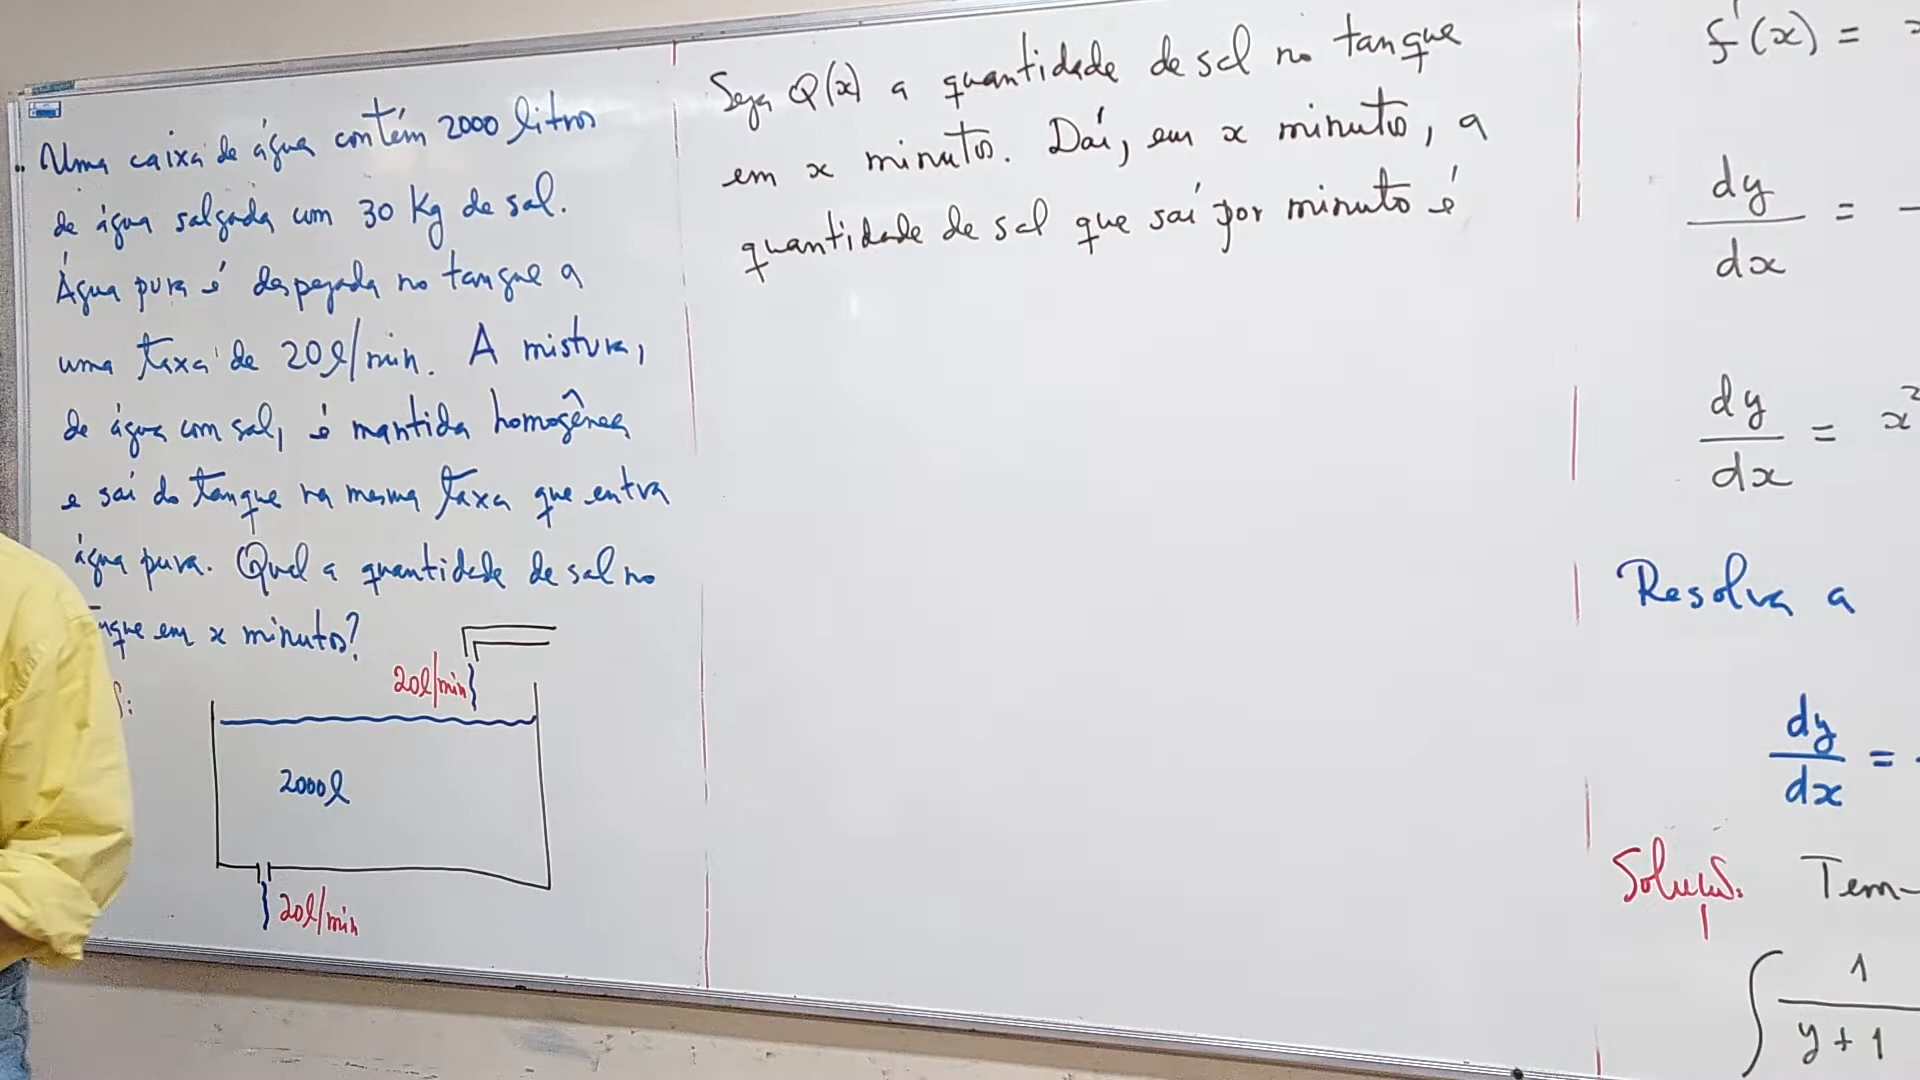 Uma caixa de água contém 2000 litros
de água salgada com 30 Kg de sal.
Água pura é despejada no tanque a
uma taxa de 20l/min. A mistura,
de água com sal, é mantida homogênea
e sai do tanque na mesma taxa que entra
água pura. Qual a quantidade de sal no
nque em x minutos?
S:
20l/min
2000l
20l/min
Seja Q(x) a quantidade de sal no tanque
em x minutos. Daí, em x minutos, a
quantidade de sal que sai por minuto é
f'(x) =
dy/dx = -
dy/dx = x²
Resolva a
dy/dx =
Soluçõ. Tem-
∫ 1/(y+1